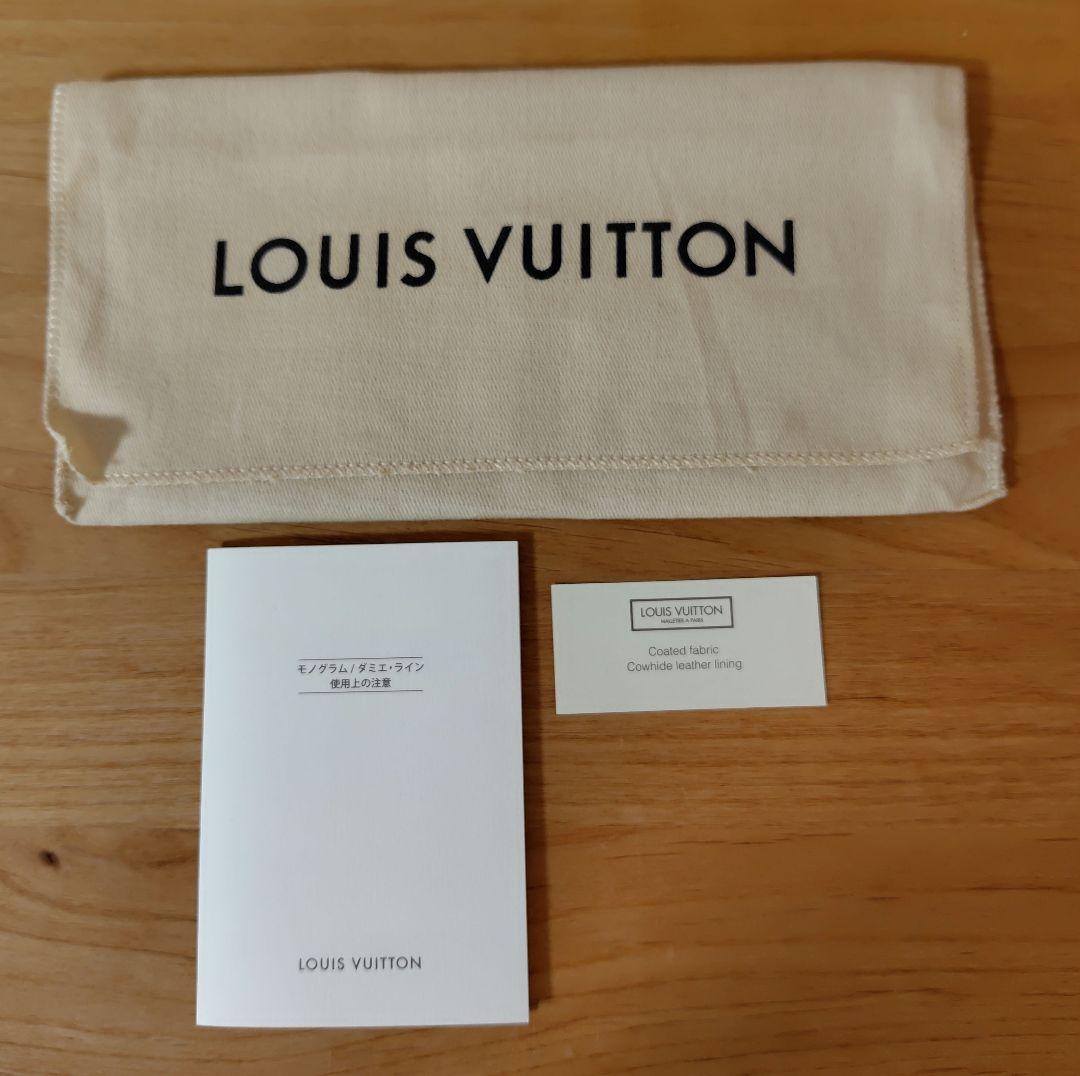 LOUIS VUITTON
モノグラム / ダミエ・ライン
使用上の注意
LOUIS VUITTON
LOUIS VUITTON
MALLETIER A PARIS
Coated fabric
Cowhide leather lining